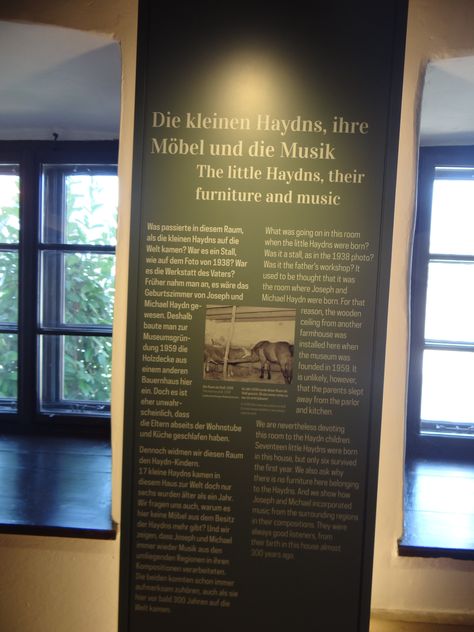 Die kleinen Haydns, ihre
Möbel und die Musik
The little Haydns, their
furniture and music
Was passierte in diesem Raum,
als die kleinen Haydns auf die
Welt kamen? War es ein Stall,
wie auf dem Foto von 1938? War
es die Werkstatt des Vaters?
Früher nahm man an, es wäre das
Geburtszimmer von Joseph und
Michael Haydn ge-
wesen. Deshalb
baute man zur
Museumsgrün-
dung 1959 die
Holzdecke aus
einem anderen
Bauernhaus hier
ein. Doch es ist
eher unwahr-
scheinlich, dass
die Eltern abseits der Wohnstube
und Küche geschlafen haben.
Dennoch widmen wir diesen Raum
den Haydn-Kindern.
17 kleine Haydns kamen in
diesem Haus zur Welt doch nur
sechs wurden älter als ein Jahr.
Wir fragen uns auch, warum es
hier keine Möbel aus dem Besitz
der Haydns mehr gibt? Und wir
zeigen, dass Joseph und Michael
immer wieder Musik aus den
umliegenden Regionen in ihren
Kompositionen verarbeiteten.
Die beiden konnten schon immer
aufmerksam zuhören, auch als sie
hier vor bald 300 Jahren auf die
Welt kamen.
What was going on in this room
when the little Haydns were born?
Was it a stall, as in the 1938 photo?
Was it the father's workshop? It
used to be thought that it was
the room where Joseph and
Michael Haydn were born. For that
reason, the wooden
ceiling from another
farmhouse was
installed here when
the museum was
founded in 1959. It
is unlikely, however,
that the parents slept
away from the parlor
and kitchen.
We are nevertheless devoting
this room to the Haydn children.
Seventeen little Haydns were born
in this house, but only six survived
the first year. We also ask why
there is no furniture here belonging
to the Haydns. And we show how
Joseph and Michael incorporated
music from the surrounding regions
in their compositions. They were
always good listeners, from
their birth in this house almost
300 years ago.